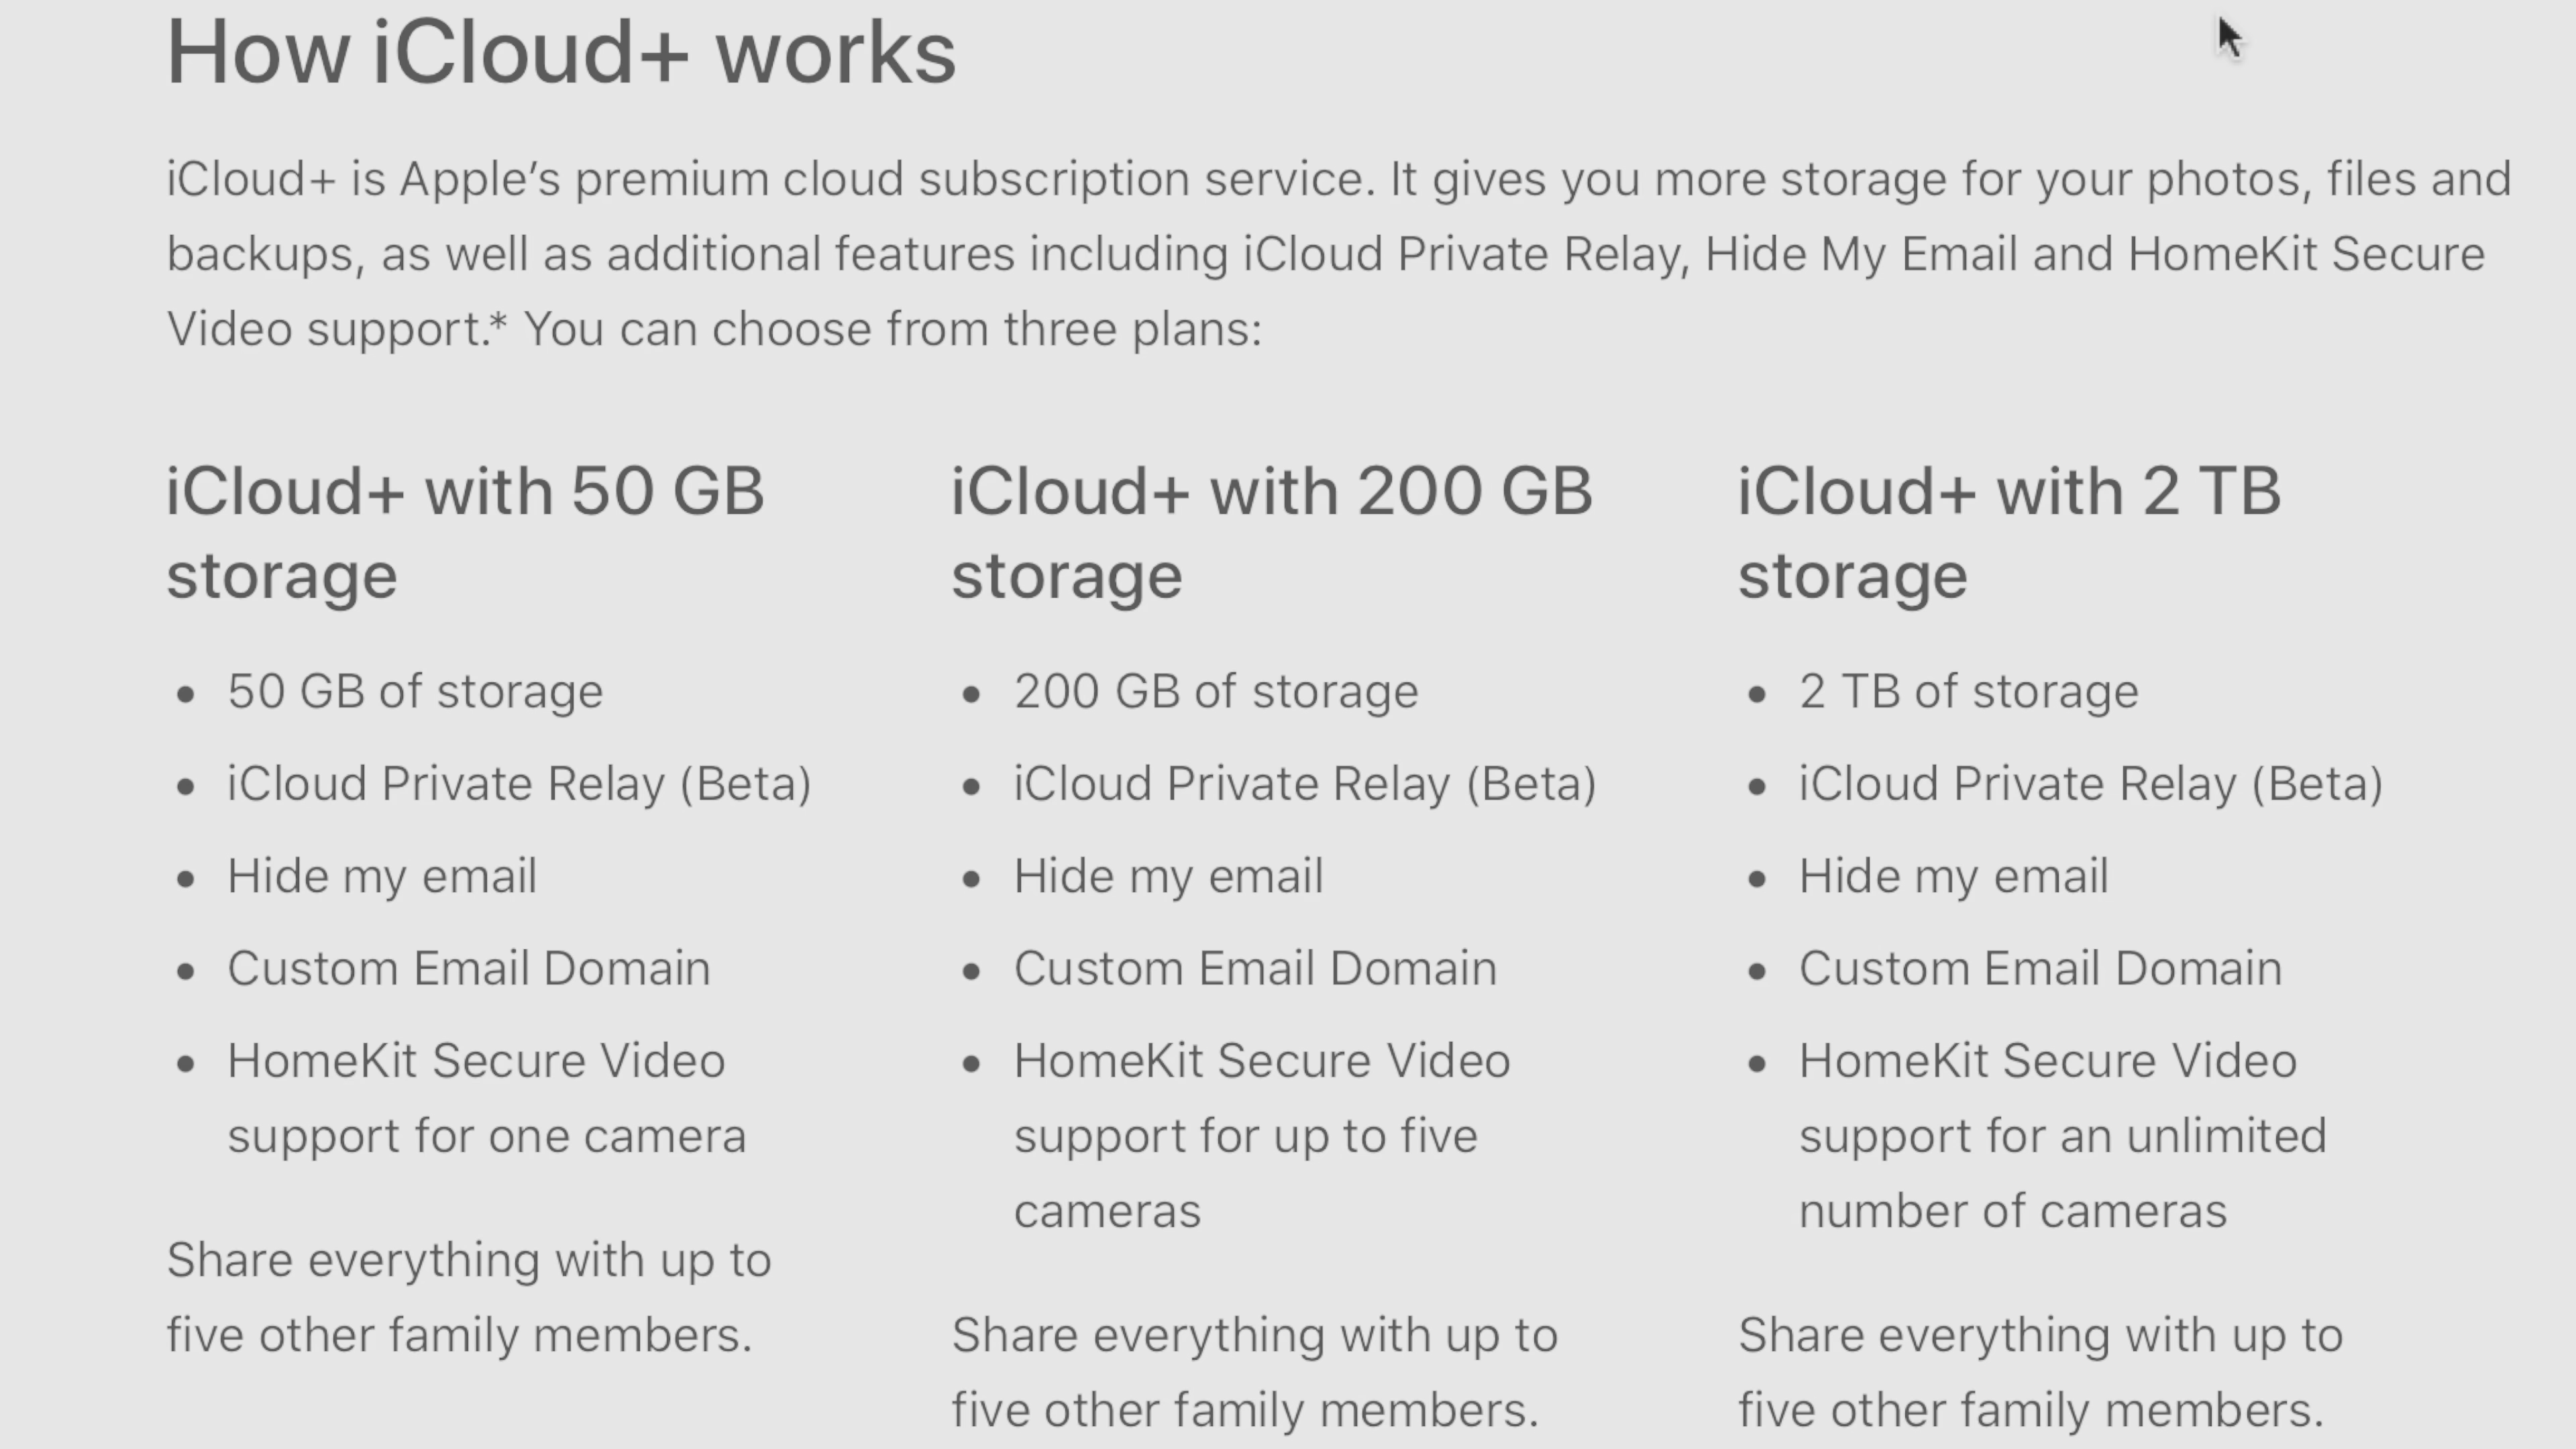 How iCloud+ works
iCloud+ is Apple’s premium cloud subscription service. It gives you more storage for your photos, files and
backups, as well as additional features including iCloud Private Relay, Hide My Email and HomeKit Secure
Video support.* You can choose from three plans:
iCloud+ with 50 GB
storage
• 50 GB of storage
• iCloud Private Relay (Beta)
• Hide my email
• Custom Email Domain
• HomeKit Secure Video
support for one camera
Share everything with up to
five other family members.
iCloud+ with 200 GB
storage
• 200 GB of storage
• iCloud Private Relay (Beta)
• Hide my email
• Custom Email Domain
• HomeKit Secure Video
support for up to five
cameras
Share everything with up to
five other family members.
iCloud+ with 2 TB
storage
• 2 TB of storage
• iCloud Private Relay (Beta)
• Hide my email
• Custom Email Domain
• HomeKit Secure Video
support for an unlimited
number of cameras
Share everything with up to
five other family members.